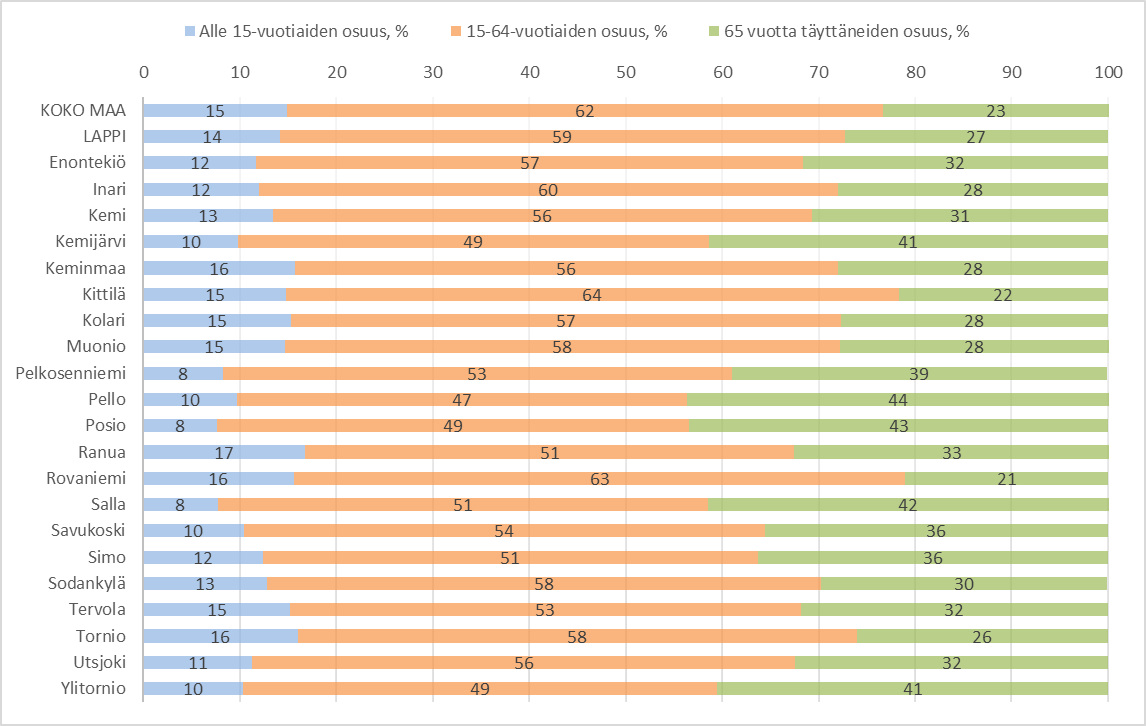 Alle 15-vuotiaiden osuus, % 15-64-vuotiaiden osuus, % 65 vuotta täyttäneiden osuus, %
0 10 20 30 40 50 60 70 80 90 100
KOKO MAA 15 62 23
LAPPI 14 59 27
Enontekiö 12 57 32
Inari 12 60 28
Kemi 13 56 31
Kemijärvi 10 49 41
Keminmaa 16 56 28
Kittilä 15 64 22
Kolari 15 57 28
Muonio 15 58 28
Pelkosenniemi 8 53 39
Pello 10 47 44
Posio 8 49 43
Ranua 17 51 33
Rovaniemi 16 63 21
Salla 8 51 42
Savukoski 10 54 36
Simo 12 51 36
Sodankylä 13 58 30
Tervola 15 53 32
Tornio 16 58 26
Utsjoki 11 56 32
Ylitornio 10 49 41